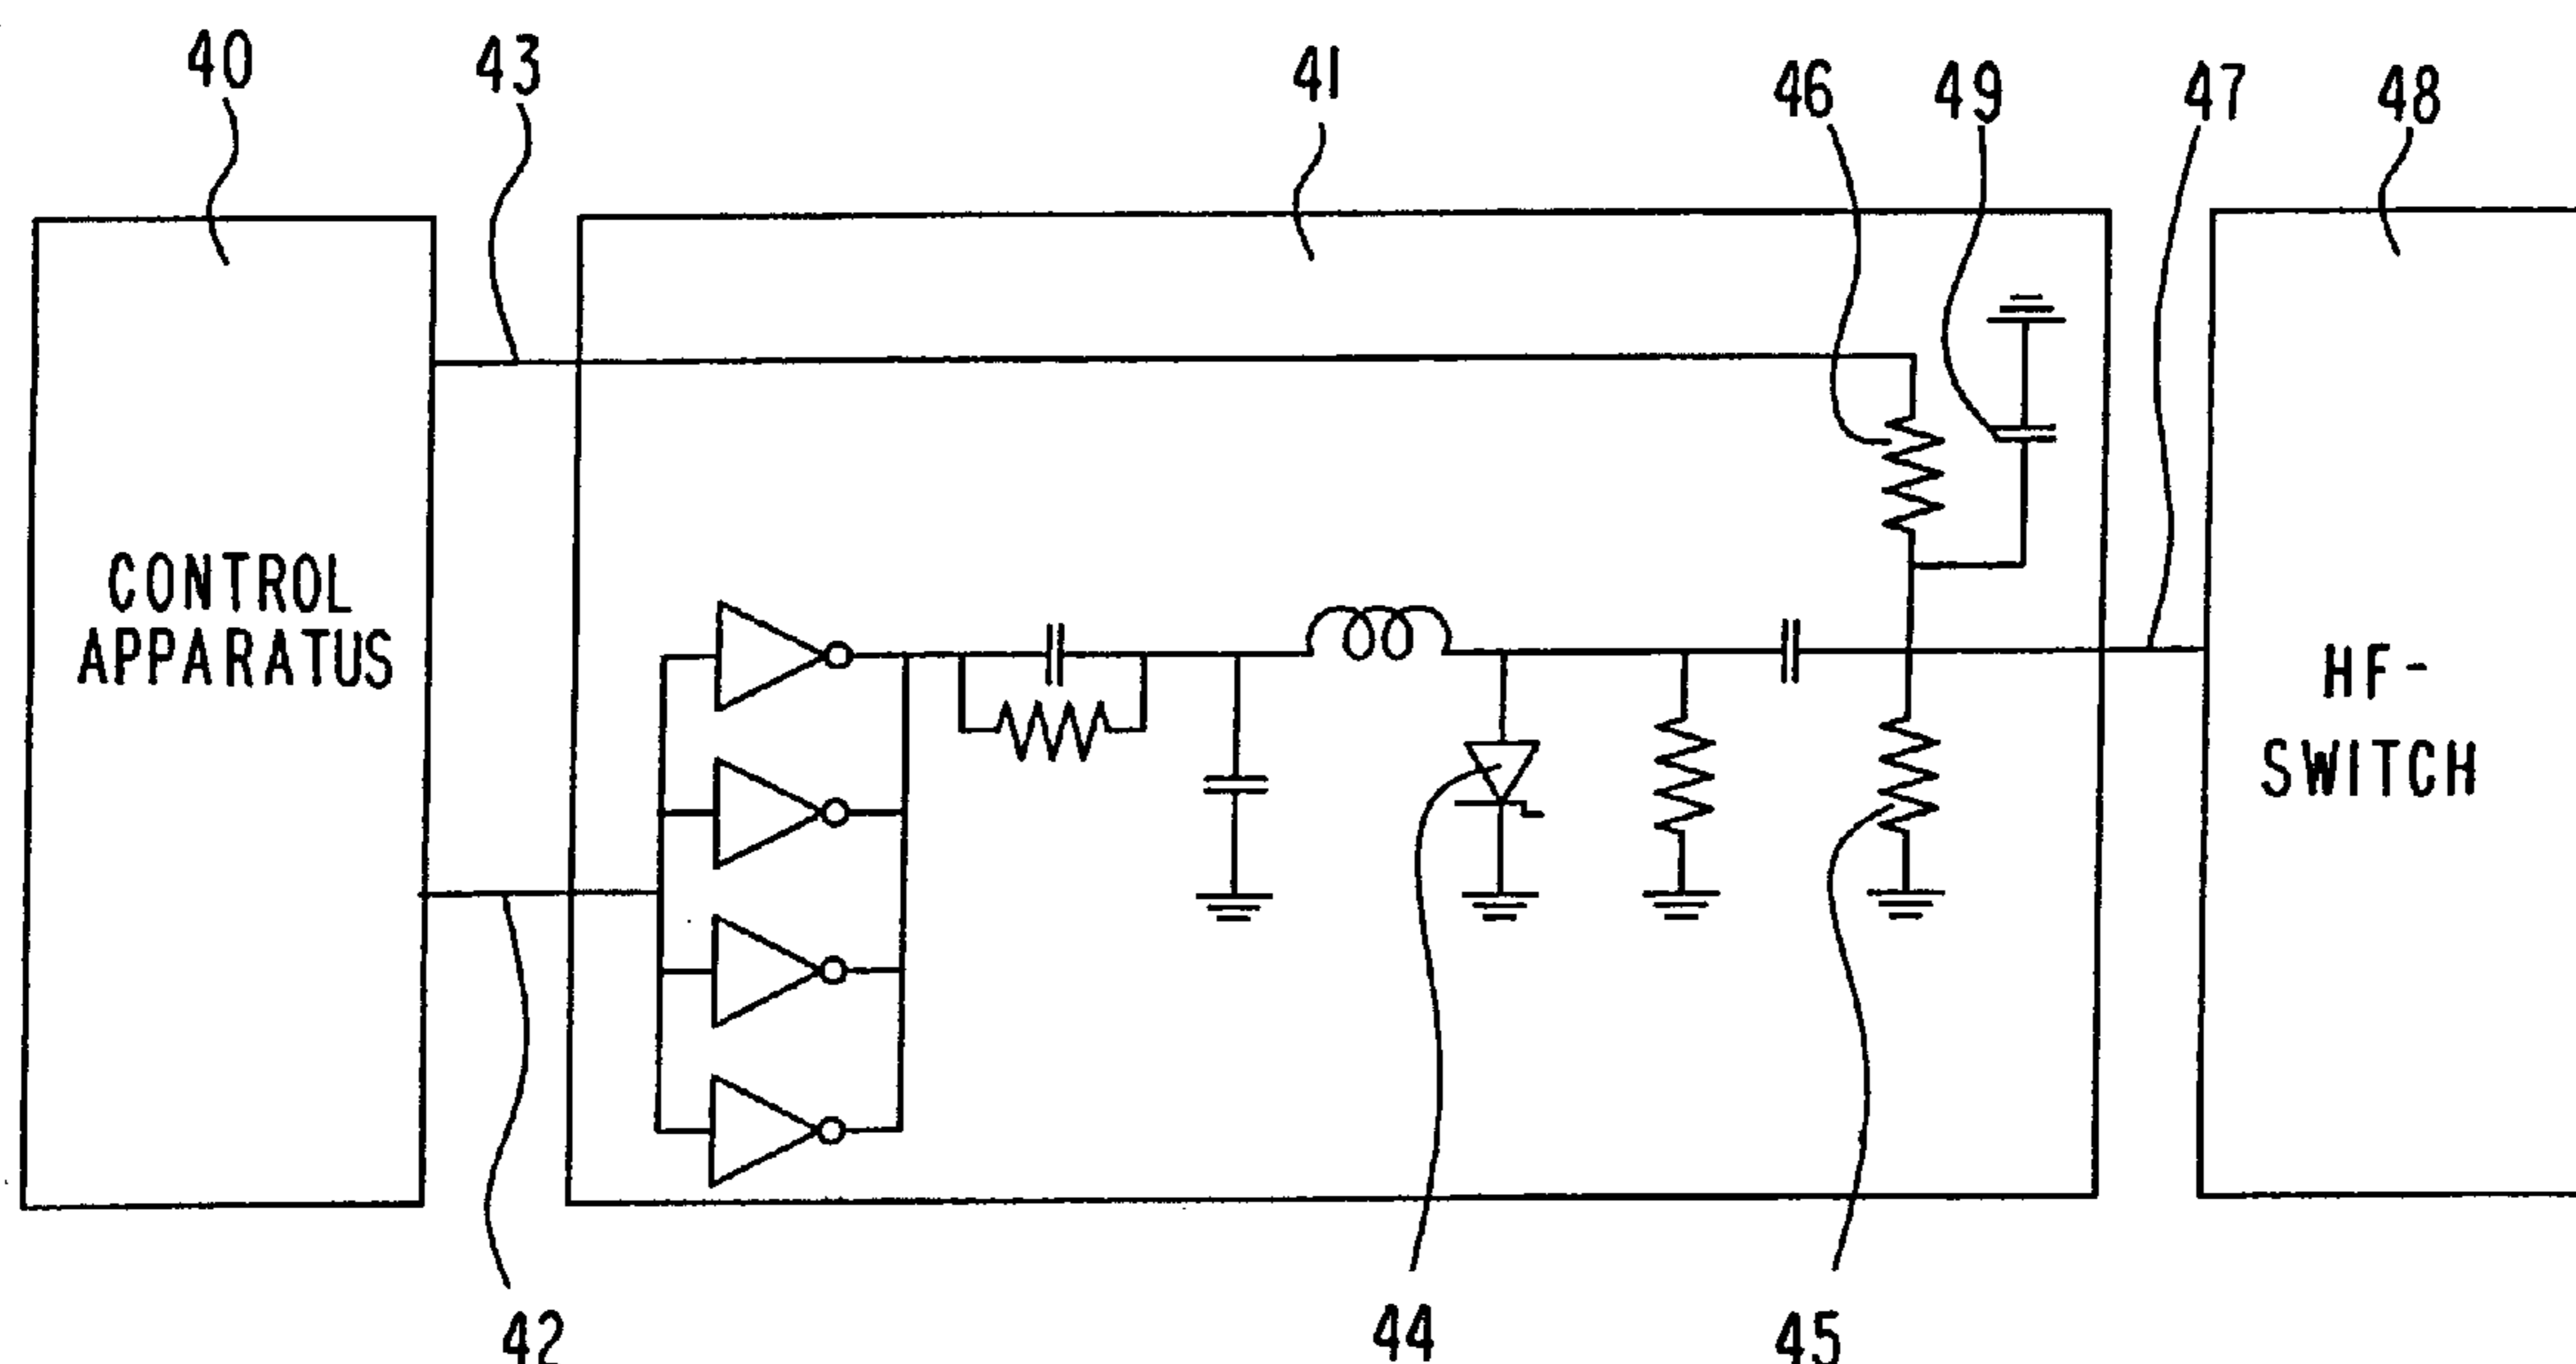 40 43 41 46 49 47 48
CONTROL
APPARATUS
HF-
SWITCH
42 44 45